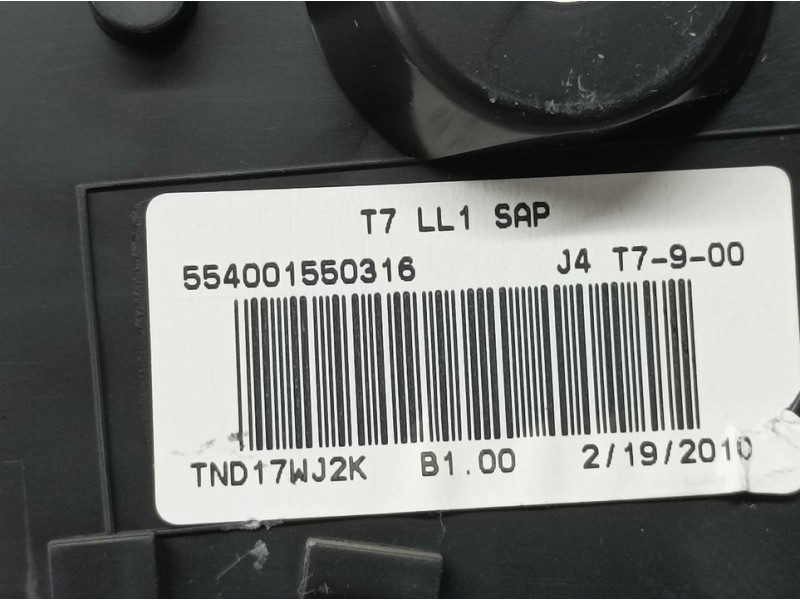 T7 LL1 SAP
554001550316 J4 T7-9-00
TND17WJ2K B1.00 2/19/2010